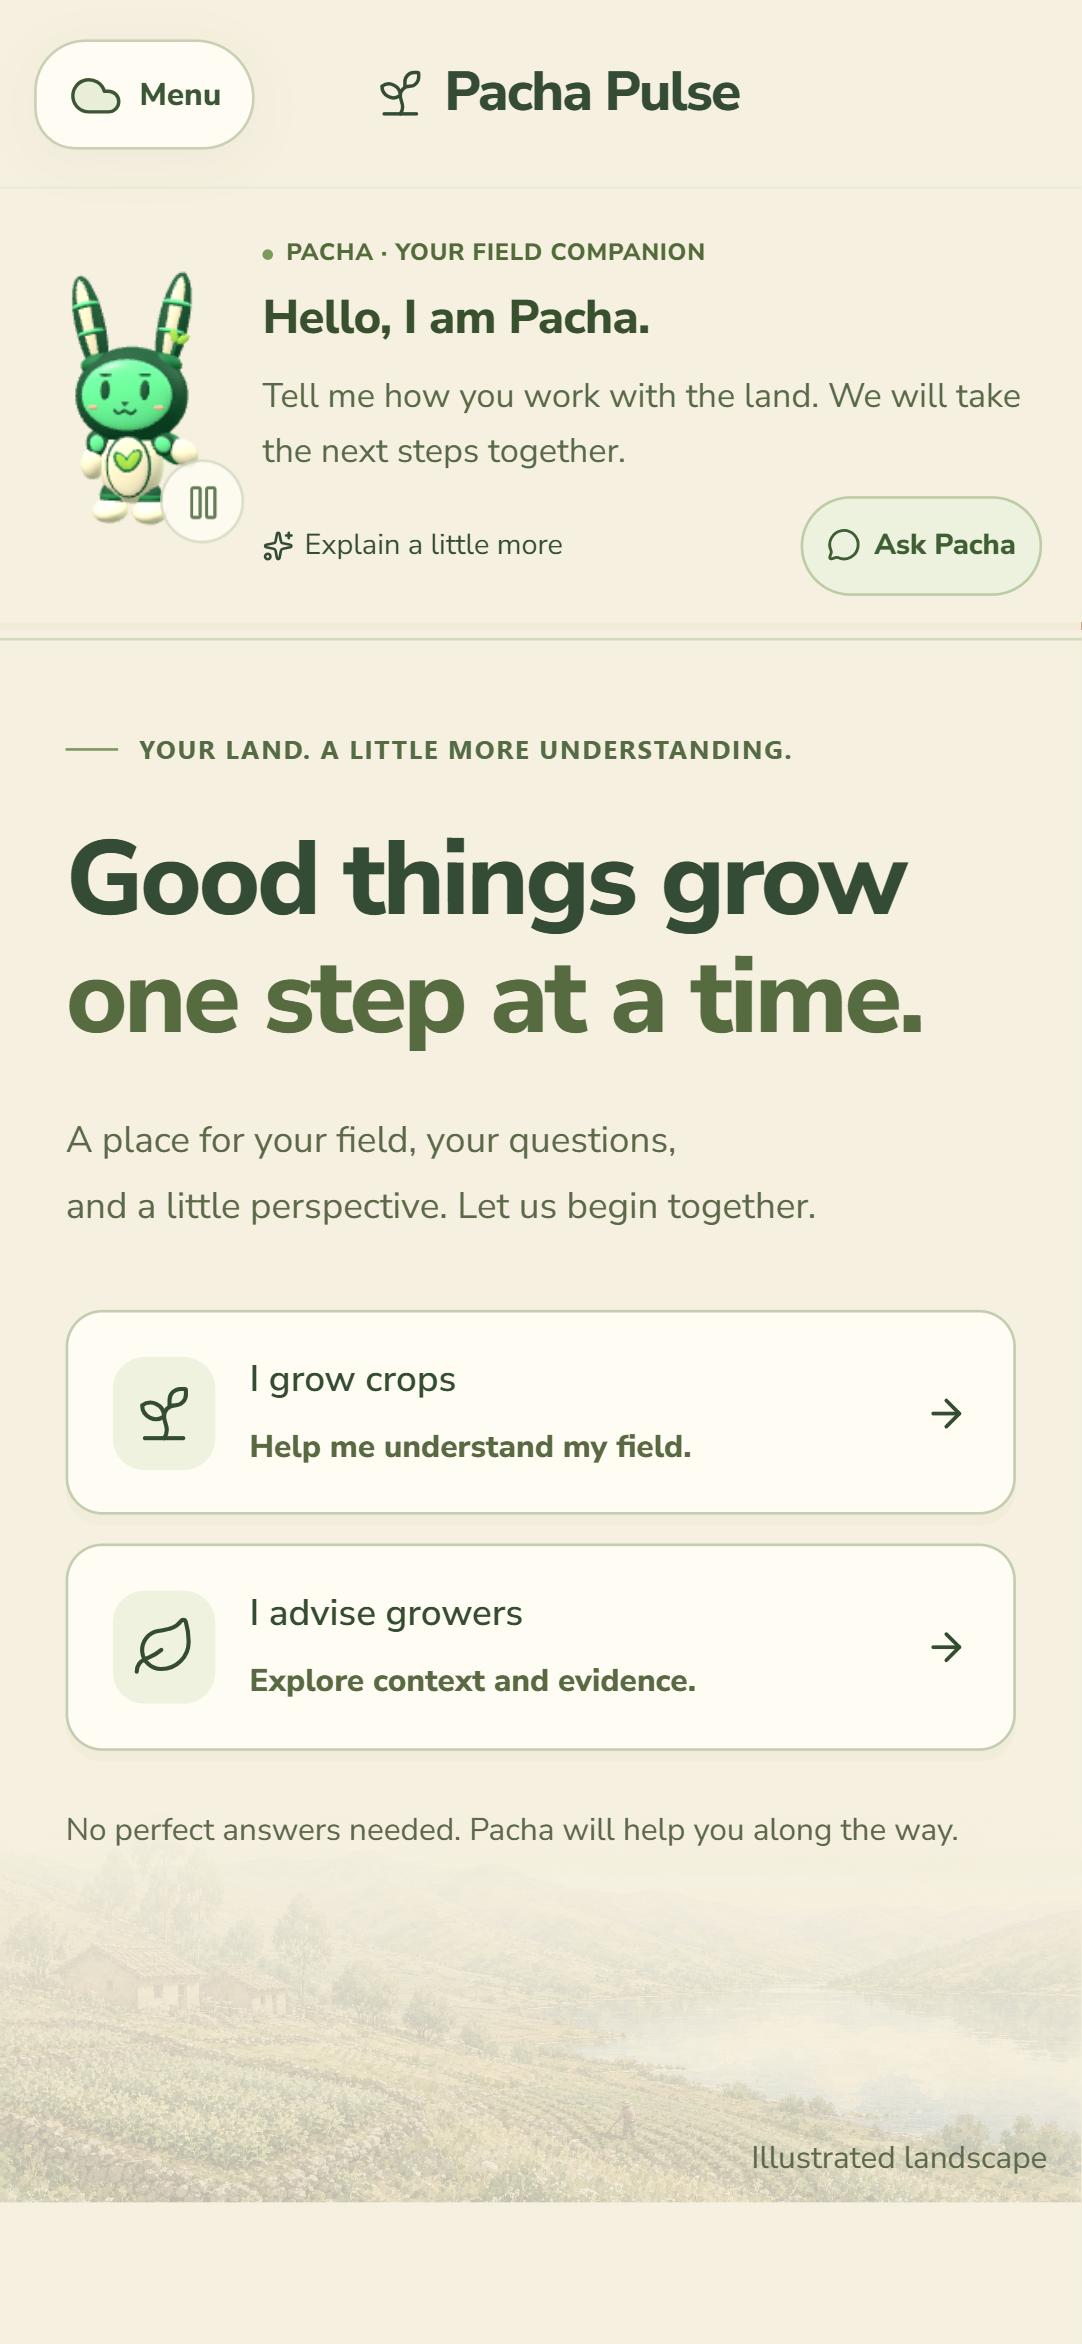 Menu
Pacha Pulse
PACHA · YOUR FIELD COMPANION
Hello, I am Pacha.
Tell me how you work with the land. We will take
the next steps together.
Explain a little more
Ask Pacha
YOUR LAND. A LITTLE MORE UNDERSTANDING.
Good things grow
one step at a time.
A place for your field, your questions,
and a little perspective. Let us begin together.
I grow crops
Help me understand my field.
I advise growers
Explore context and evidence.
No perfect answers needed. Pacha will help you along the way.
Illustrated landscape